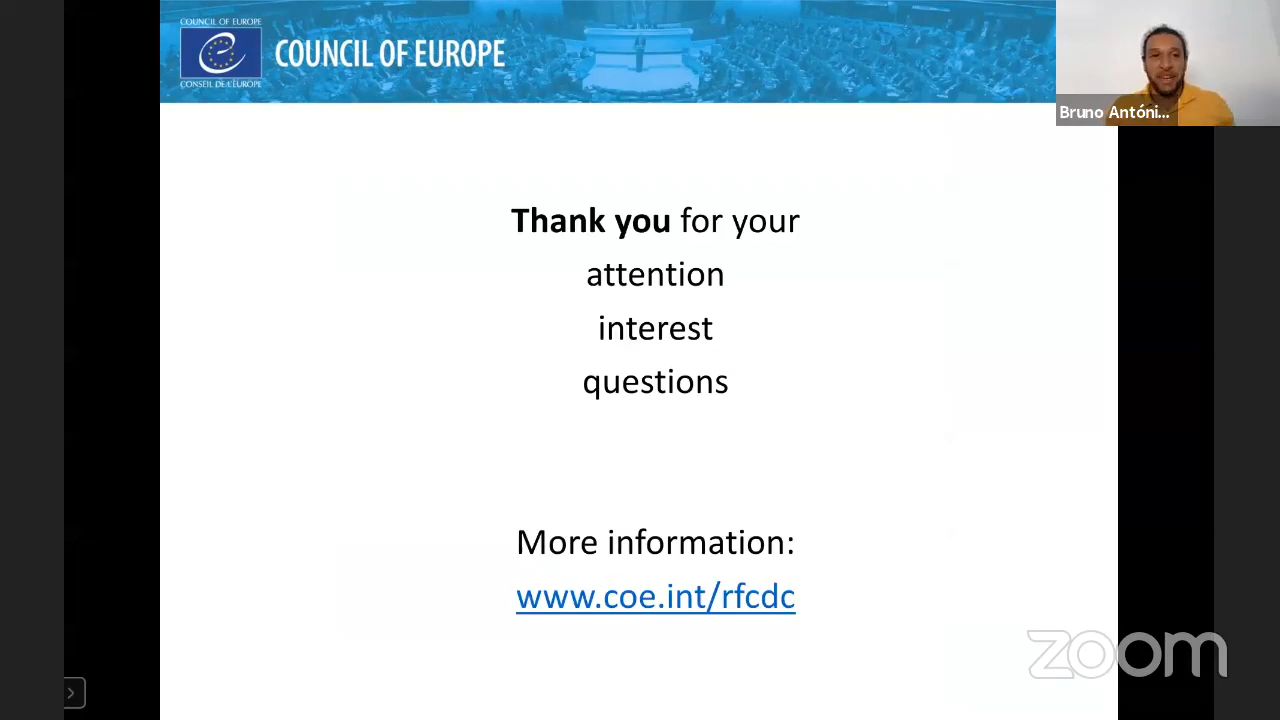 COUNCIL OF EUROPE
CONSEIL DE L'EUROPE
COUNCIL OF EUROPE
Bruno Antóni...
Thank you for your
attention
interest
questions
More information:
www.coe.int/rfcdc
zoom